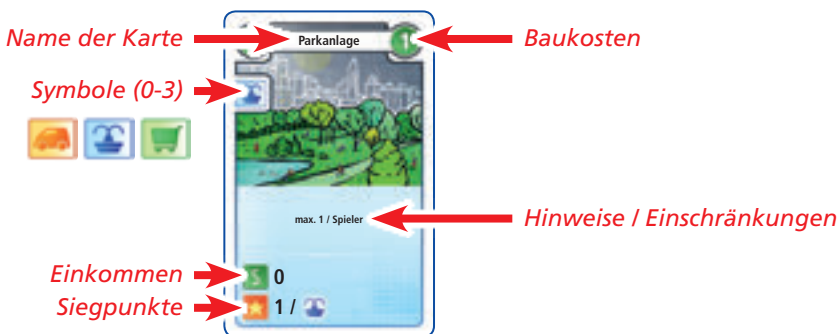 Name der Karte
Parkanlage
1
Baukosten
Symbole (0-3)
max. 1 / Spieler
Hinweise / Einschränkungen
Einkommen
0
Siegpunkte
1 /